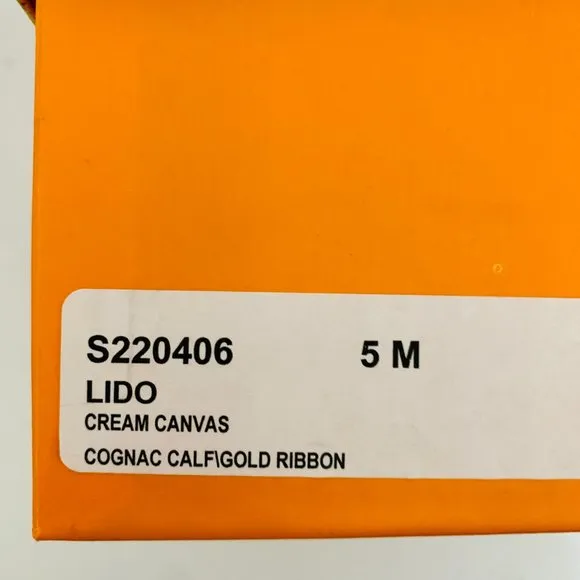 S220406 5 M
LIDO
CREAM CANVAS
COGNAC CALF\GOLD RIBBON